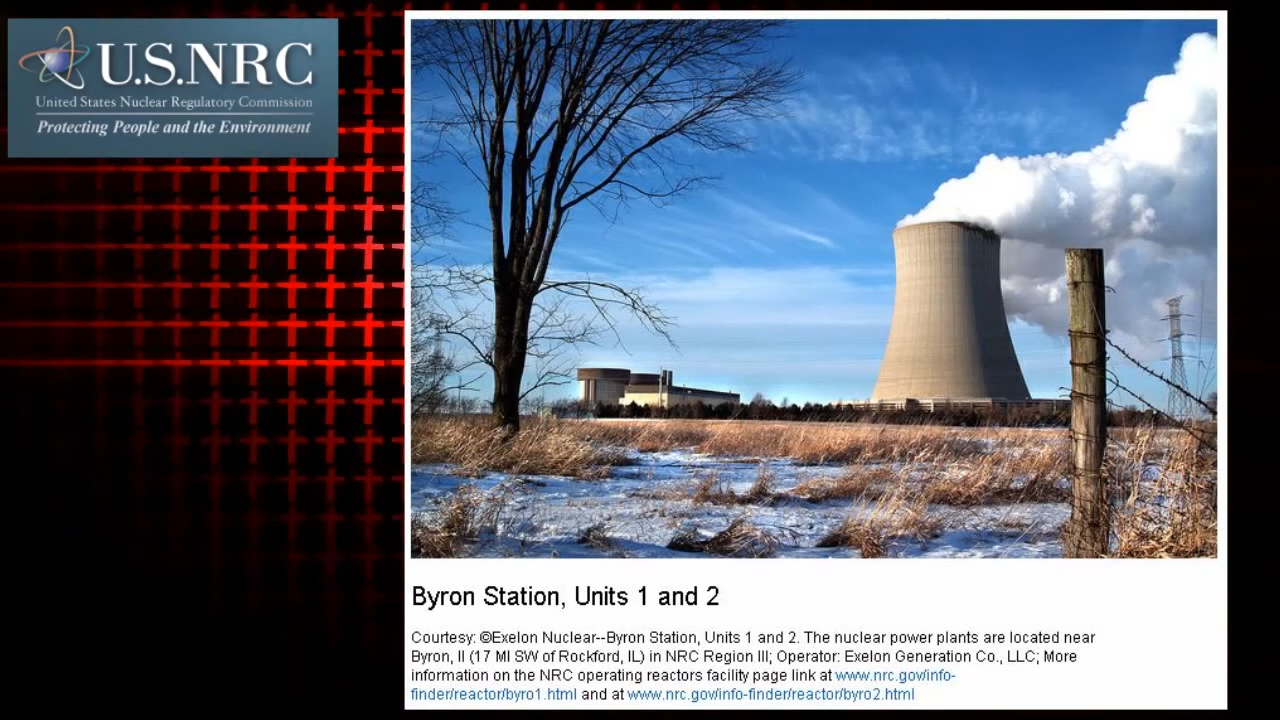 U.S.NRC
United States Nuclear Regulatory Commission
Protecting People and the Environment
Byron Station, Units 1 and 2
Courtesy: ©Exelon Nuclear--Byron Station, Units 1 and 2. The nuclear power plants are located near
Byron, Il (17 MI SW of Rockford, IL) in NRC Region III; Operator: Exelon Generation Co., LLC; More
information on the NRC operating reactors facility page link at www.nrc.gov/info-
finder/reactor/byro1.html and at www.nrc.gov/info-finder/reactor/byro2.html